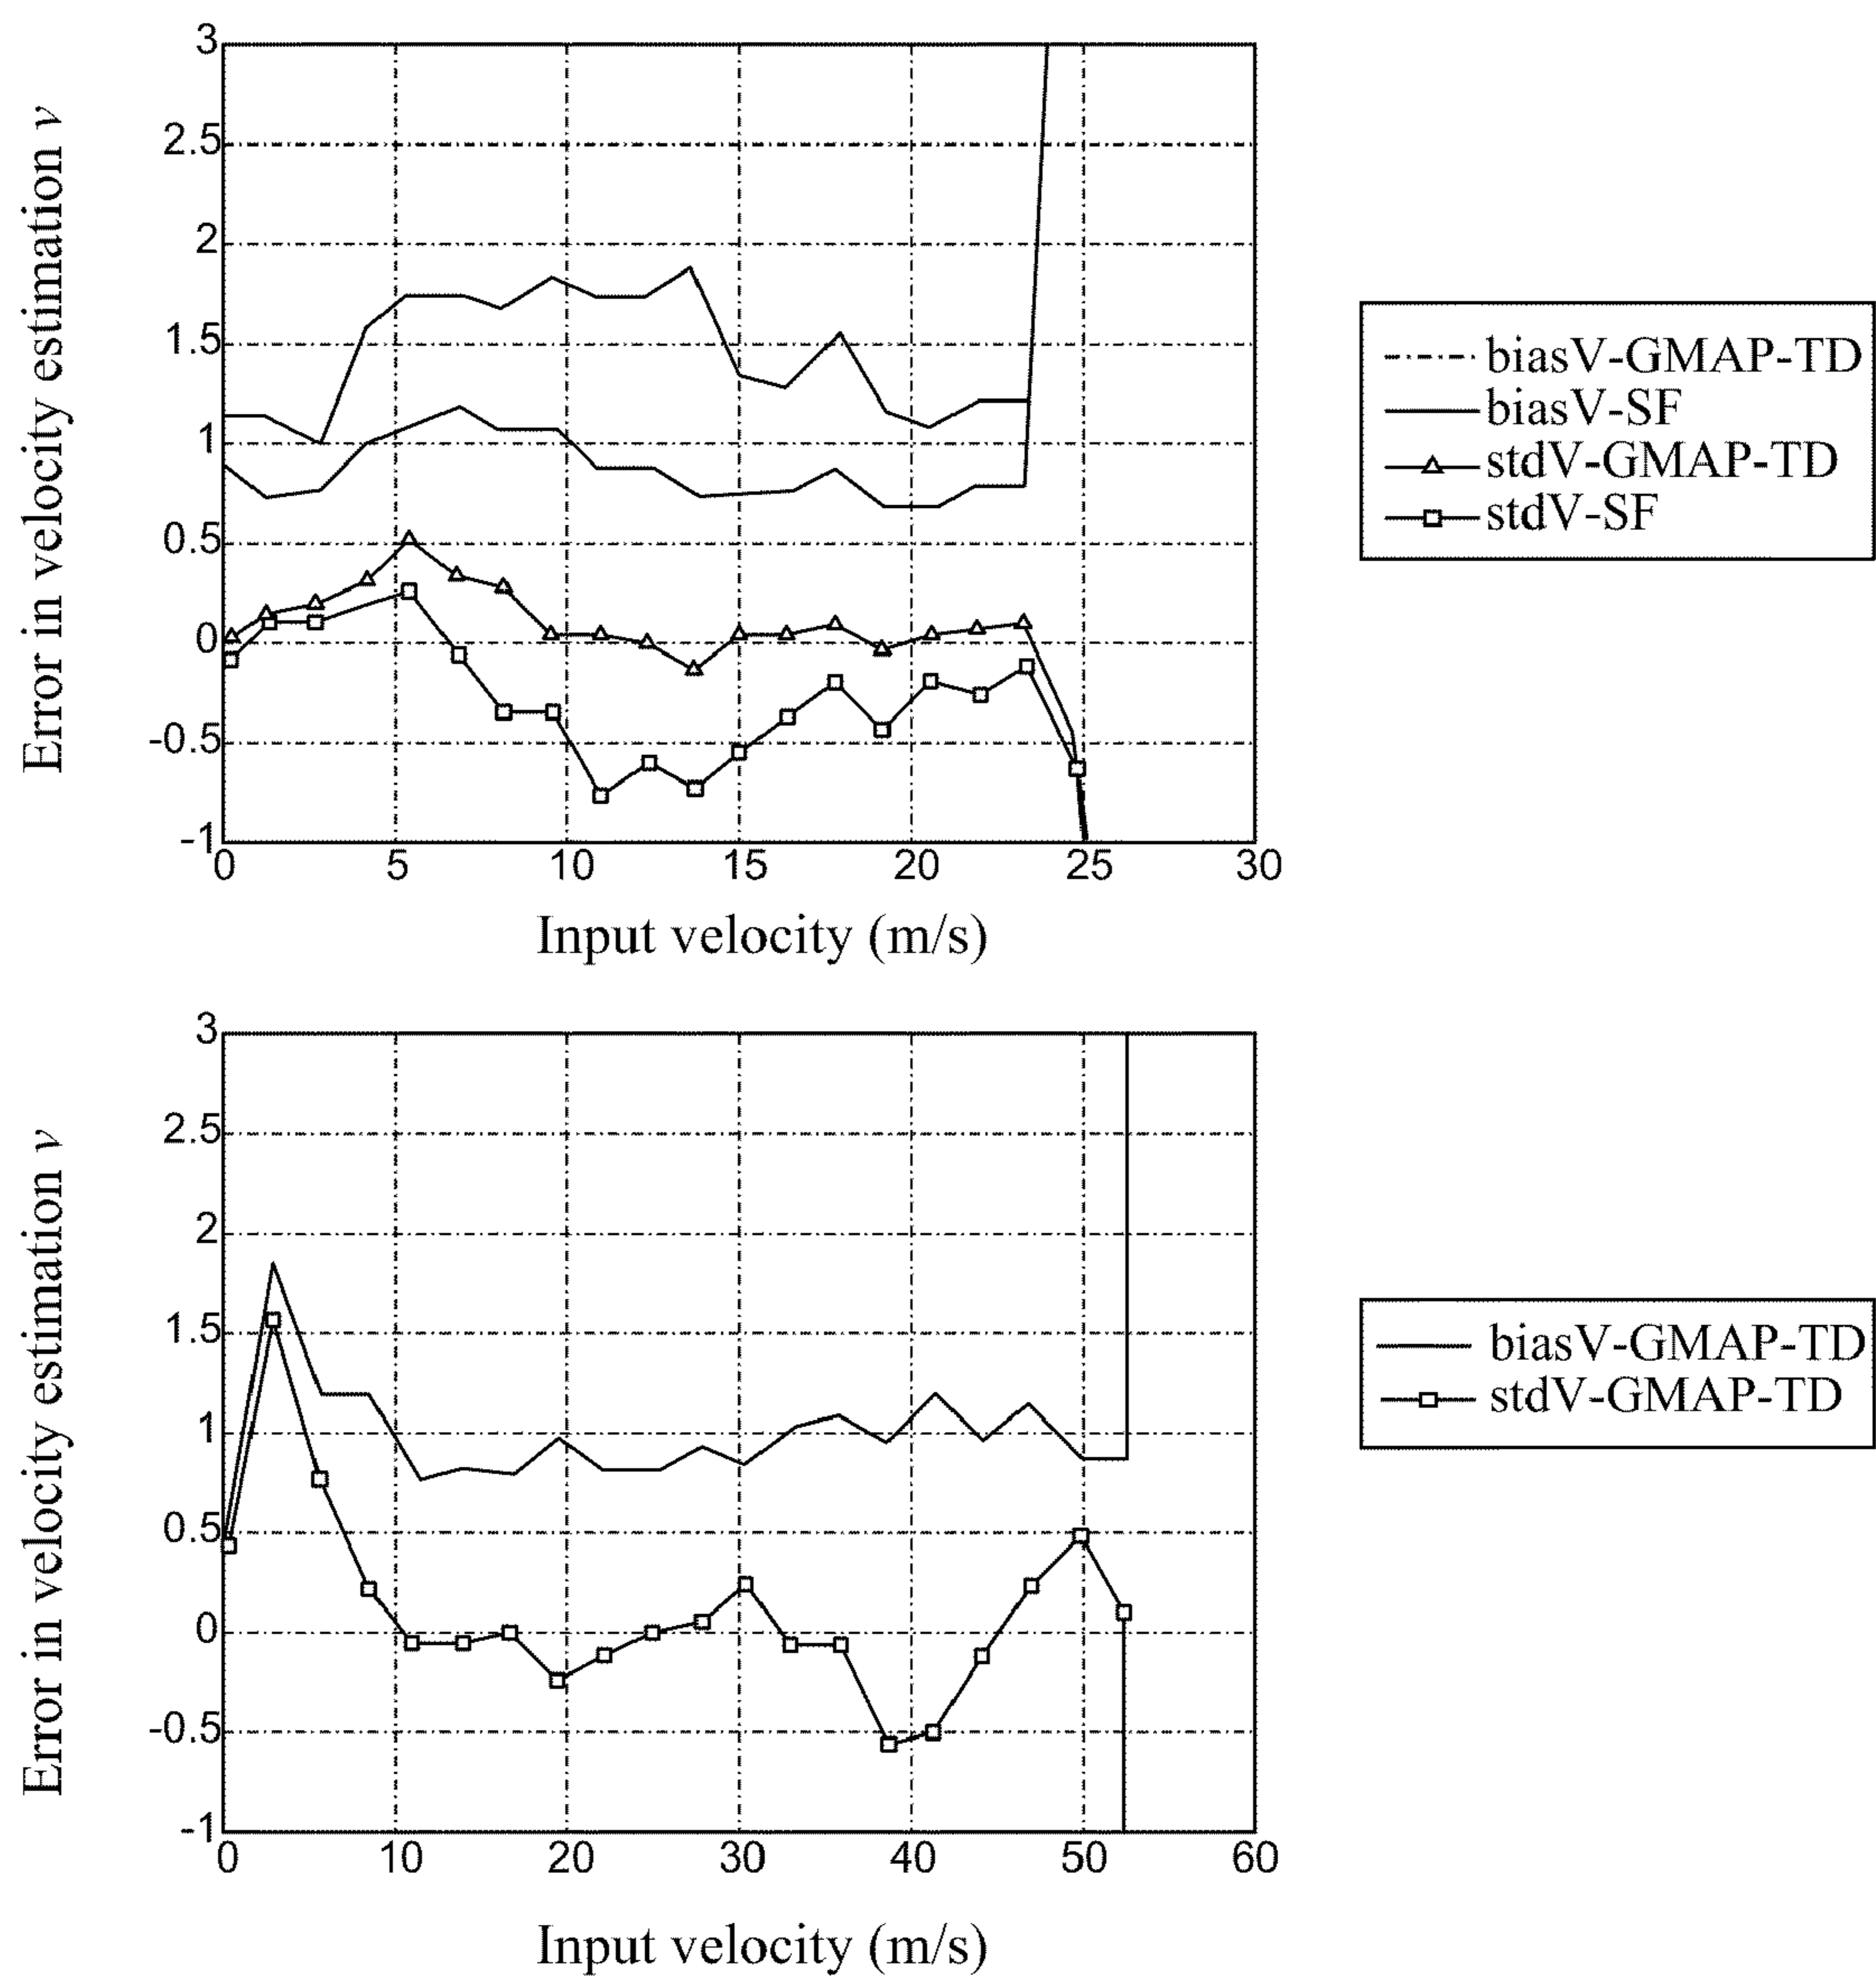 Error in velocity estimation v
3
2.5
2
1.5
1
0.5
0
-0.5
-1
0 5 10 15 20 25 30
Input velocity (m/s)
biasV-GMAP-TD
biasV-SF
stdV-GMAP-TD
stdV-SF
Error in velocity estimation v
3
2.5
2
1.5
1
0.5
0
-0.5
-1
0 10 20 30 40 50 60
Input velocity (m/s)
biasV-GMAP-TD
stdV-GMAP-TD